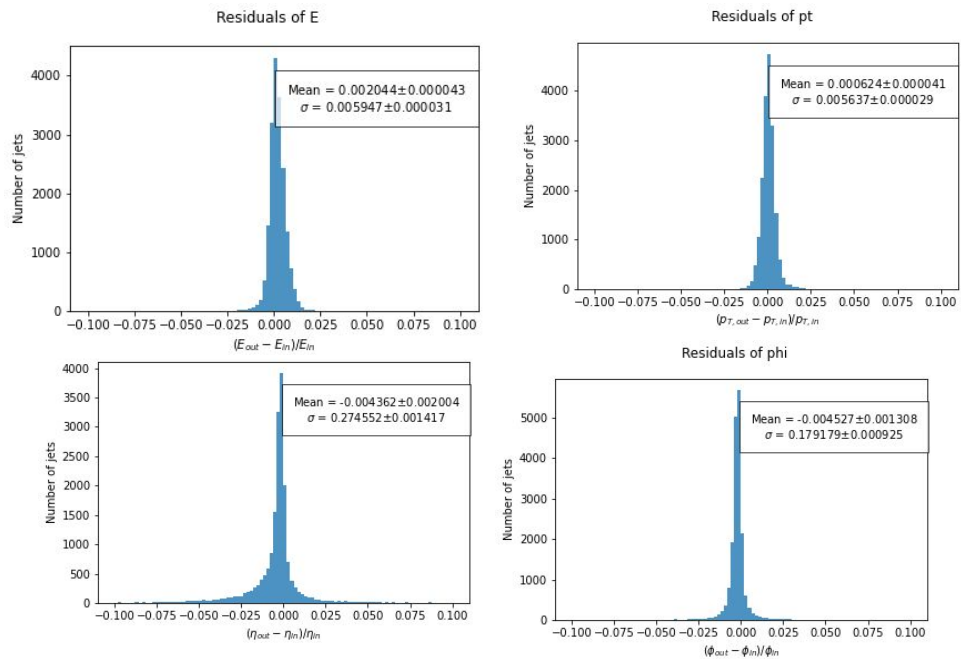 Residuals of E
4000
3000
2000
1000
0
Number of jets
Mean = 0.002044±0.000043
σ = 0.005947±0.000031
−0.100 −0.075 −0.050 −0.025 0.000 0.025 0.050 0.075 0.100
(E_out − E_in)/E_in
Residuals of pt
4000
3000
2000
1000
0
Number of jets
Mean = 0.000624±0.000041
σ = 0.005637±0.000029
−0.100 −0.075 −0.050 −0.025 0.000 0.025 0.050 0.075 0.100
(p_T,out − p_T,in)/p_T,in
4000
3500
3000
2500
2000
1500
1000
500
0
Number of jets
Mean = -0.004362±0.002004
σ = 0.274552±0.001417
−0.100 −0.075 −0.050 −0.025 0.000 0.025 0.050 0.075 0.100
(η_out − η_in)/η_in
Residuals of phi
5000
4000
3000
2000
1000
0
Number of jets
Mean = -0.004527±0.001308
σ = 0.179179±0.000925
−0.100 −0.075 −0.050 −0.025 0.000 0.025 0.050 0.075 0.100
(ϕ_out − ϕ_in)/ϕ_in